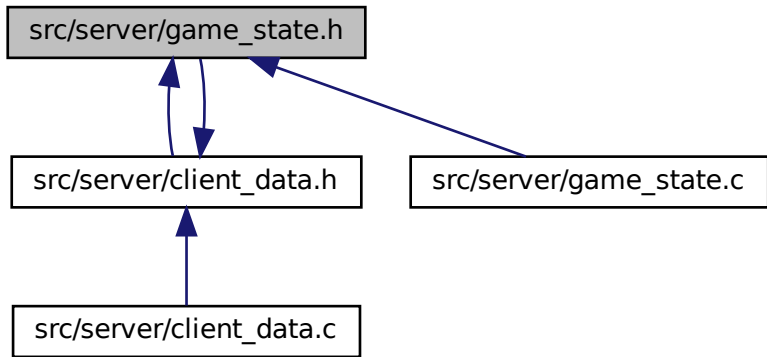 src/server/game_state.h
src/server/client_data.h
src/server/game_state.c
src/server/client_data.c